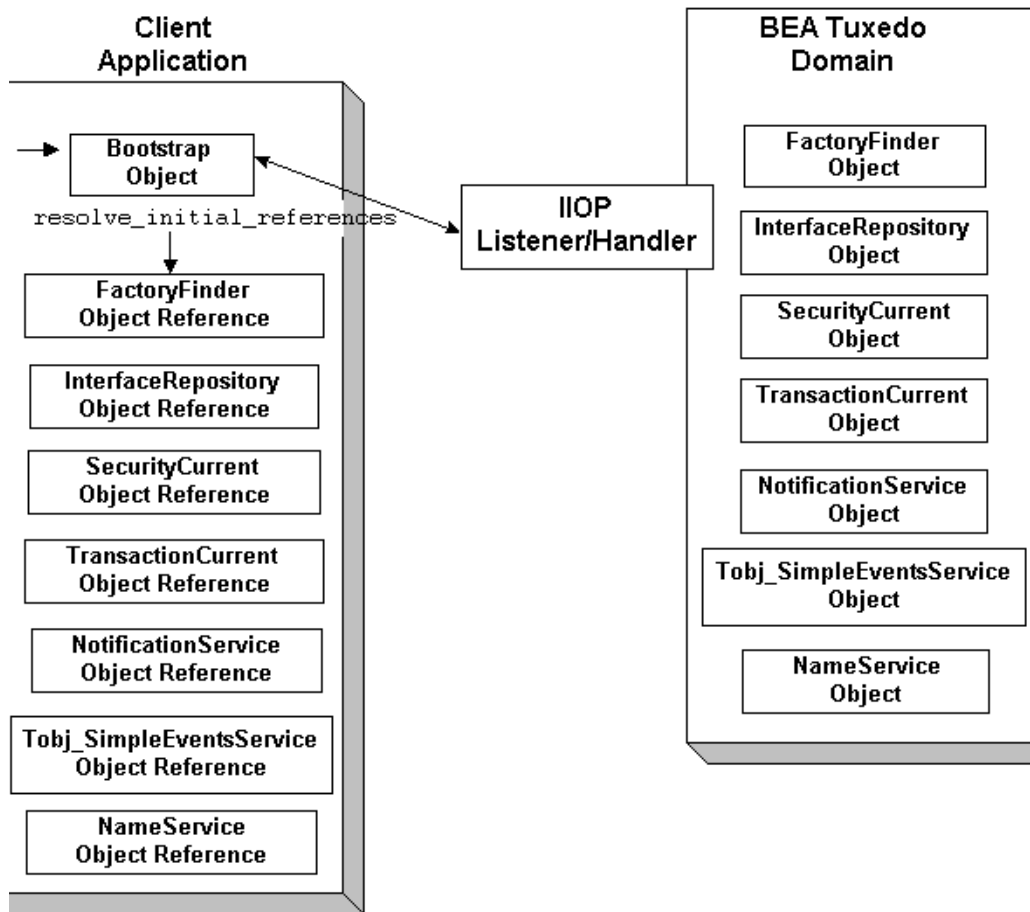 Client
Application
Bootstrap
Object
resolve_initial_references
FactoryFinder
Object Reference
InterfaceRepository
Object Reference
SecurityCurrent
Object Reference
TransactionCurrent
Object Reference
NotificationService
Object Reference
Tobj_SimpleEventsService
Object Reference
NameService
Object Reference
IIOP
Listener/Handler
BEA Tuxedo
Domain
FactoryFinder
Object
InterfaceRepository
Object
SecurityCurrent
Object
TransactionCurrent
Object
NotificationService
Object
Tobj_SimpleEventsService
Object
NameService
Object